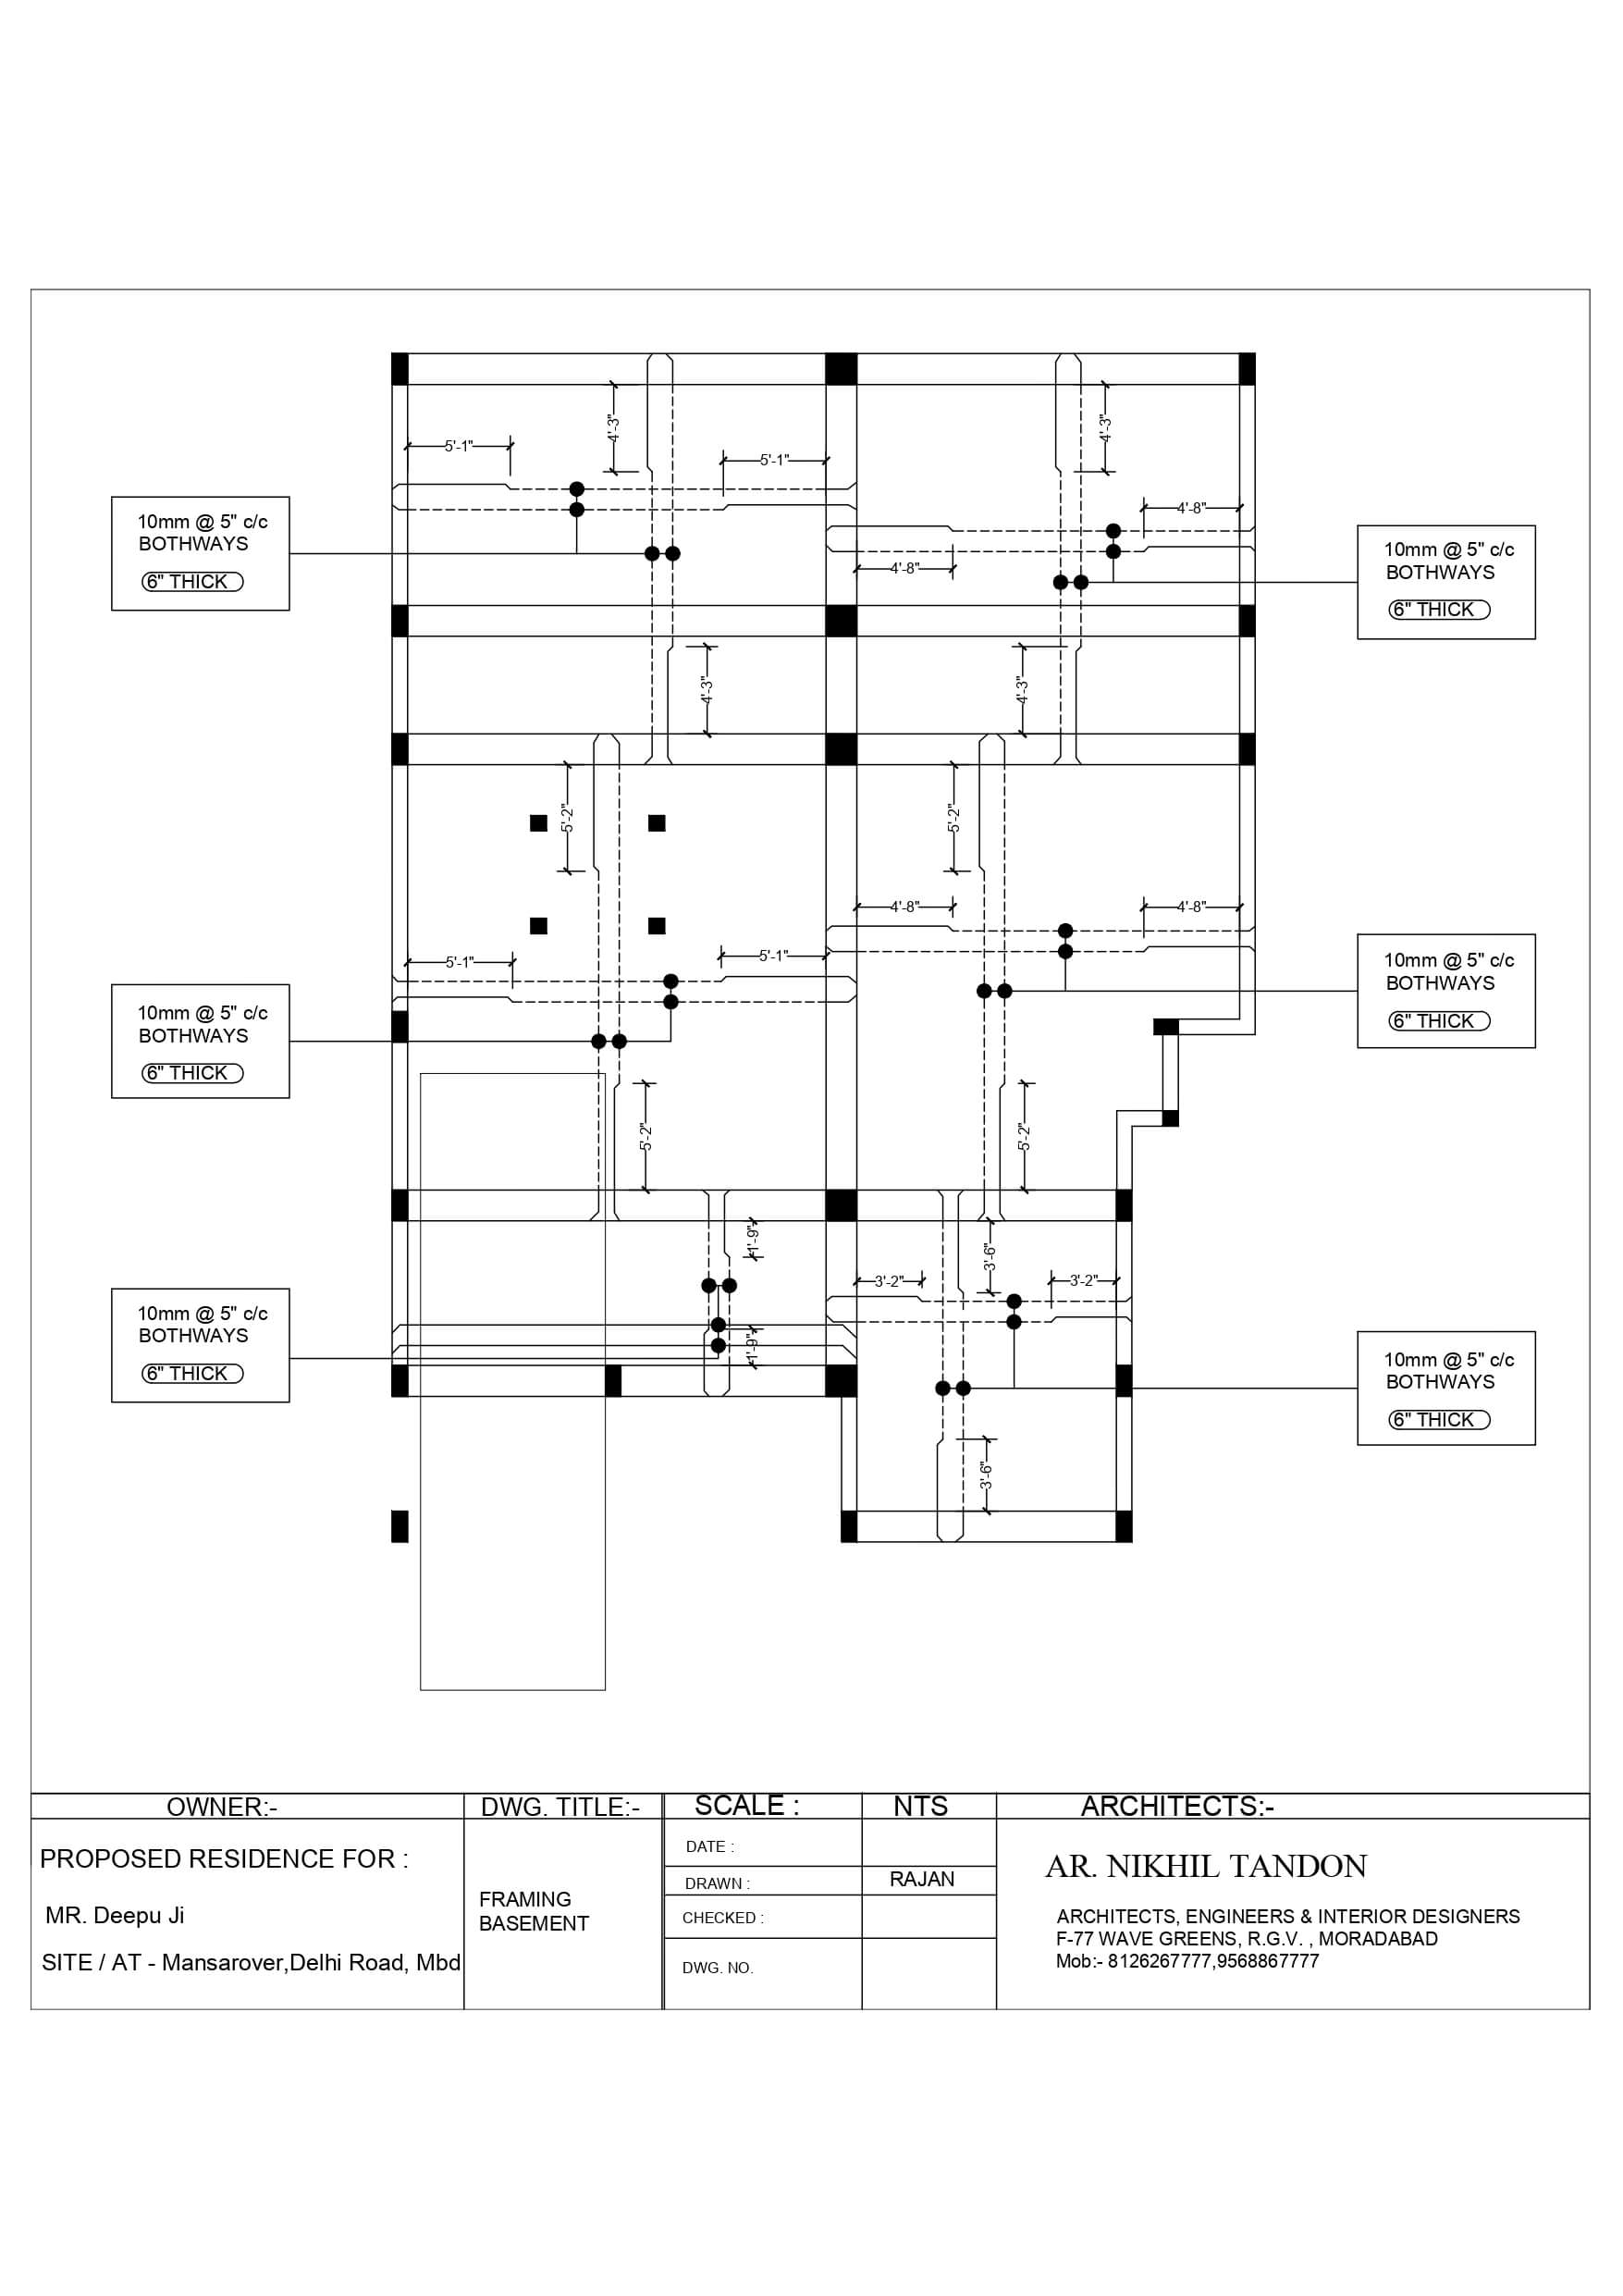 4'-3"
4'-3"
5'-1"
5'-1"
10mm @ 5" c/c
BOTHWAYS
6" THICK
4'-8"
4'-8"
10mm @ 5" c/c
BOTHWAYS
6" THICK
4'-3"
4'-3"
5'-2"
5'-2"
4'-8"
4'-8"
5'-1"
5'-1"
10mm @ 5" c/c
BOTHWAYS
6" THICK
10mm @ 5" c/c
BOTHWAYS
6" THICK
5'-2"
5'-2"
1'-9"
3'-6"
3'-2"
3'-2"
10mm @ 5" c/c
BOTHWAYS
6" THICK
1'-9"
10mm @ 5" c/c
BOTHWAYS
6" THICK
3'-6"
OWNER:-
PROPOSED RESIDENCE FOR :
MR. Deepu Ji
SITE / AT - Mansarover,Delhi Road, Mbd
DWG. TITLE:-
FRAMING
BASEMENT
SCALE : NTS
DATE :
DRAWN : RAJAN
CHECKED :
DWG. NO.
ARCHITECTS:-
AR. NIKHIL TANDON
ARCHITECTS, ENGINEERS & INTERIOR DESIGNERS
F-77 WAVE GREENS, R.G.V. , MORADABAD
Mob:- 8126267777,9568867777